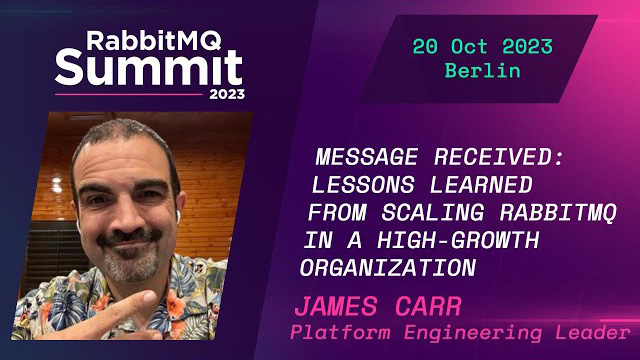 RabbitMQ
Summit
2023
20 Oct 2023
Berlin
MESSAGE RECEIVED:
LESSONS LEARNED
FROM SCALING RABBITMQ
IN A HIGH-GROWTH
ORGANIZATION
JAMES CARR
Platform Engineering Leader